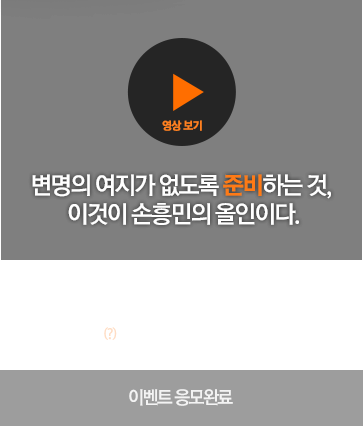 영상 보기
변명의 여지가 없도록 준비하는 것,
이것이 손흥민의 올인이다.
(?)
이벤트 응모완료